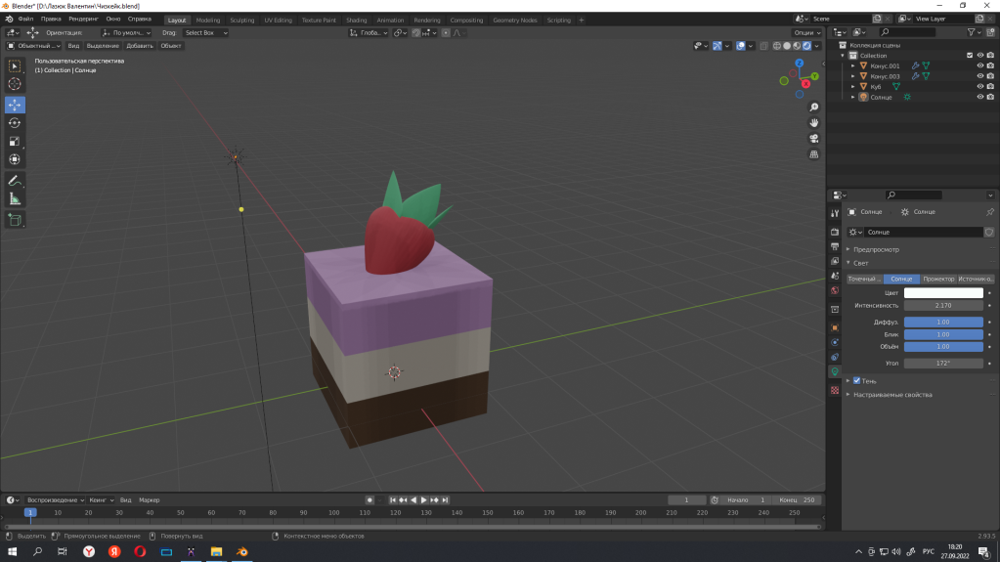 Blender* [D:\Лазюк Валентин\Чизкейк.blend]
Файл Правка Рендеринг Окно Справка Layout Modeling Sculpting UV Editing Texture Paint Shading Animation Rendering Compositing Geometry Nodes Scripting + Scene View Layer
Ориентация: По умолч... Drag: Select Box Глоба... Опции
Объектный ... Вид Выделение Добавить Объект
Пользовательская перспектива
(1) Collection | Солнце
Z
Y
X
Коллекция сцены
Collection
Конус.001
Конус.003
Куб
Солнце
Солнце Солнце
Солнце
Предпросмотр
Свет
Точечный ... Солнце Прожектор Источник-о...
Цвет
Интенсивность 2.170
Диффуз. 1.00
Блик 1.00
Объём 1.00
Угол 172°
Тень
Настраиваемые свойства
Воспроизведение Кеинг Вид Маркер 1 Начало 1 Конец 250
1 10 20 30 40 50 60 70 80 90 100 110 120 130 140 150 160 170 180 190 200 210 220 230 240 250
Выделить Прямоугольное выделение Повернуть вид Контекстное меню объектов 2.93.5
РУС
18:20
27.09.2022
4